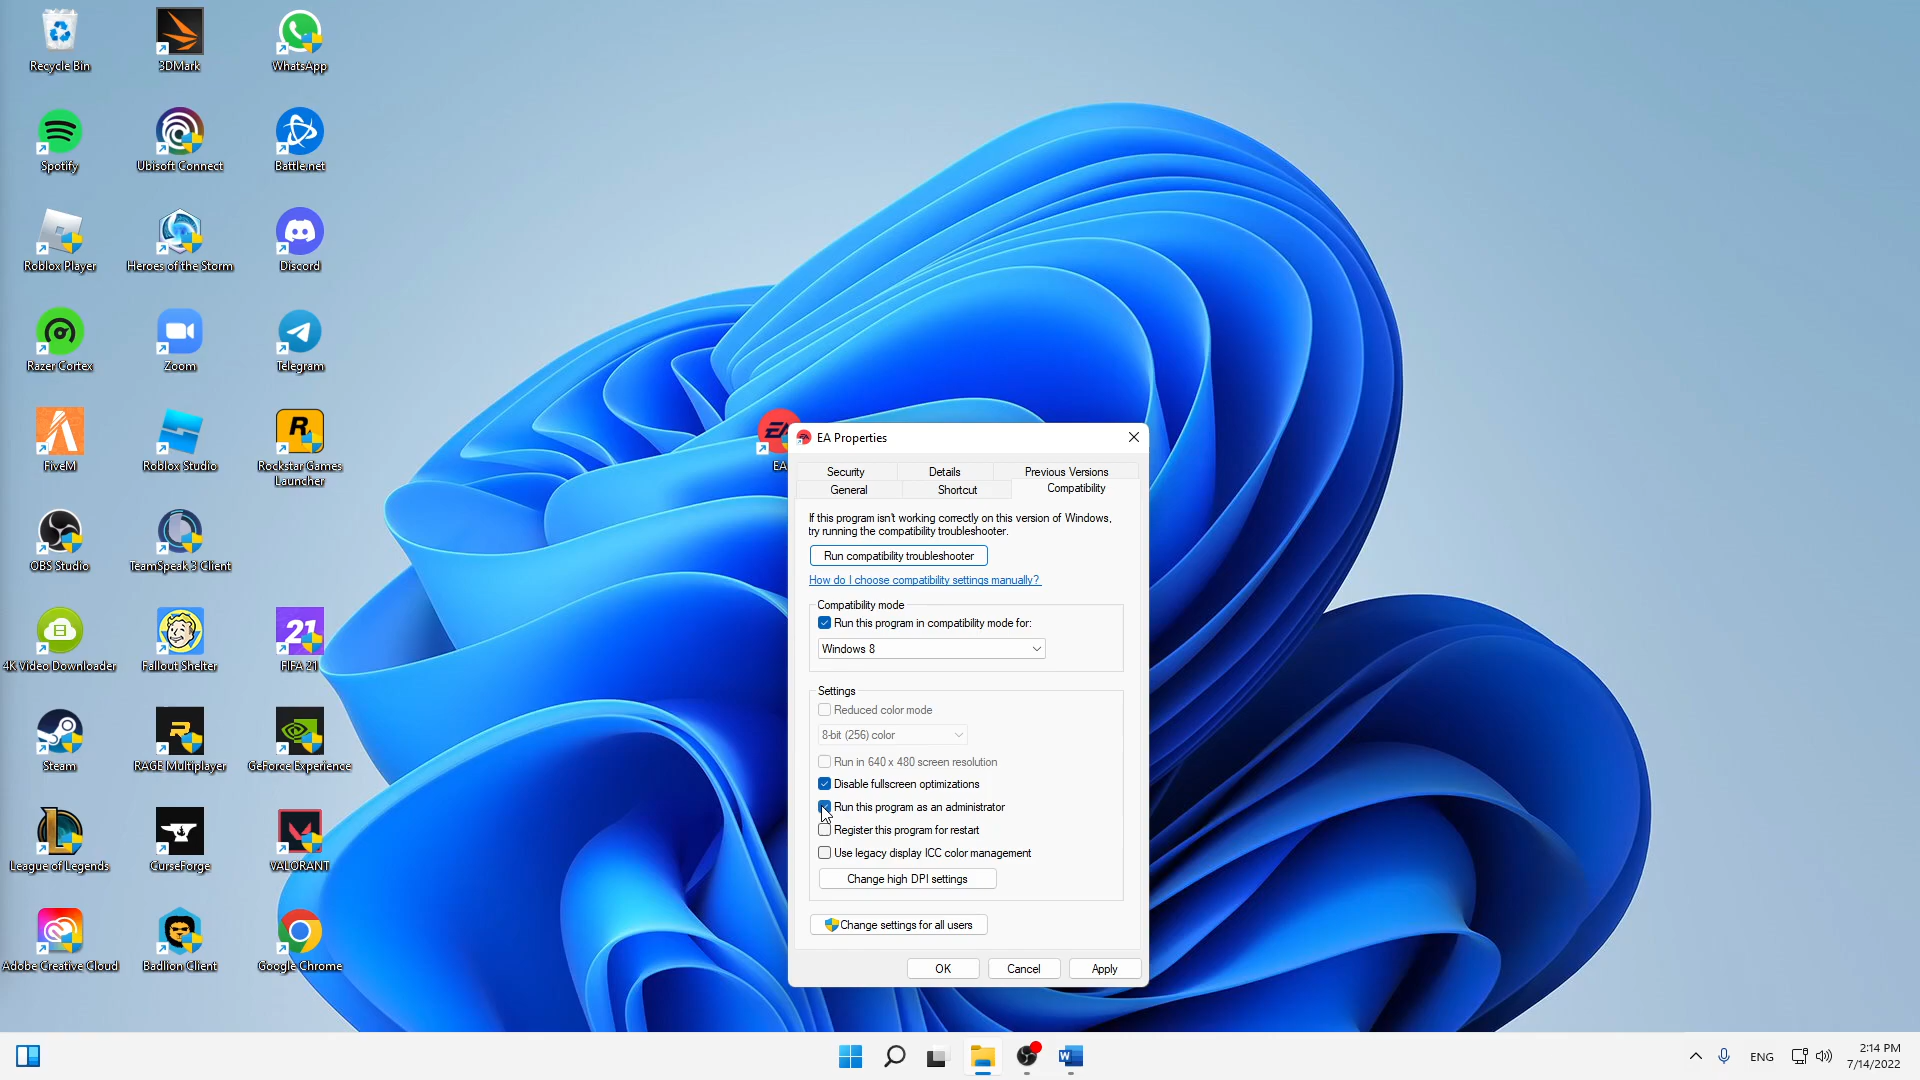 Recycle Bin
3DMark
WhatsApp
Spotify
Ubisoft Connect
Battle.net
Roblox Player
Heroes of the Storm
Discord
Razer Cortex
Zoom
Telegram
FiveM
Roblox Studio
R
Rockstar Games
Launcher
OBS Studio
TeamSpeak 3 Client
4K Video Downloader
Fallout Shelter
21
FIFA 21
Steam
RAGE Multiplayer
GeForce Experience
League of Legends
CurseForge
VALORANT
Adobe Creative Cloud
Badlion Client
Google Chrome
EA
EA Properties
Security
Details
Previous Versions
General
Shortcut
Compatibility
If this program isn't working correctly on this version of Windows,
try running the compatibility troubleshooter.
Run compatibility troubleshooter
How do I choose compatibility settings manually?
Compatibility mode
Run this program in compatibility mode for:
Windows 8
Settings
Reduced color mode
8-bit (256) color
Run in 640 x 480 screen resolution
Disable fullscreen optimizations
Run this program as an administrator
Register this program for restart
Use legacy display ICC color management
Change high DPI settings
Change settings for all users
OK
Cancel
Apply
W
ENG
2:14 PM
7/14/2022